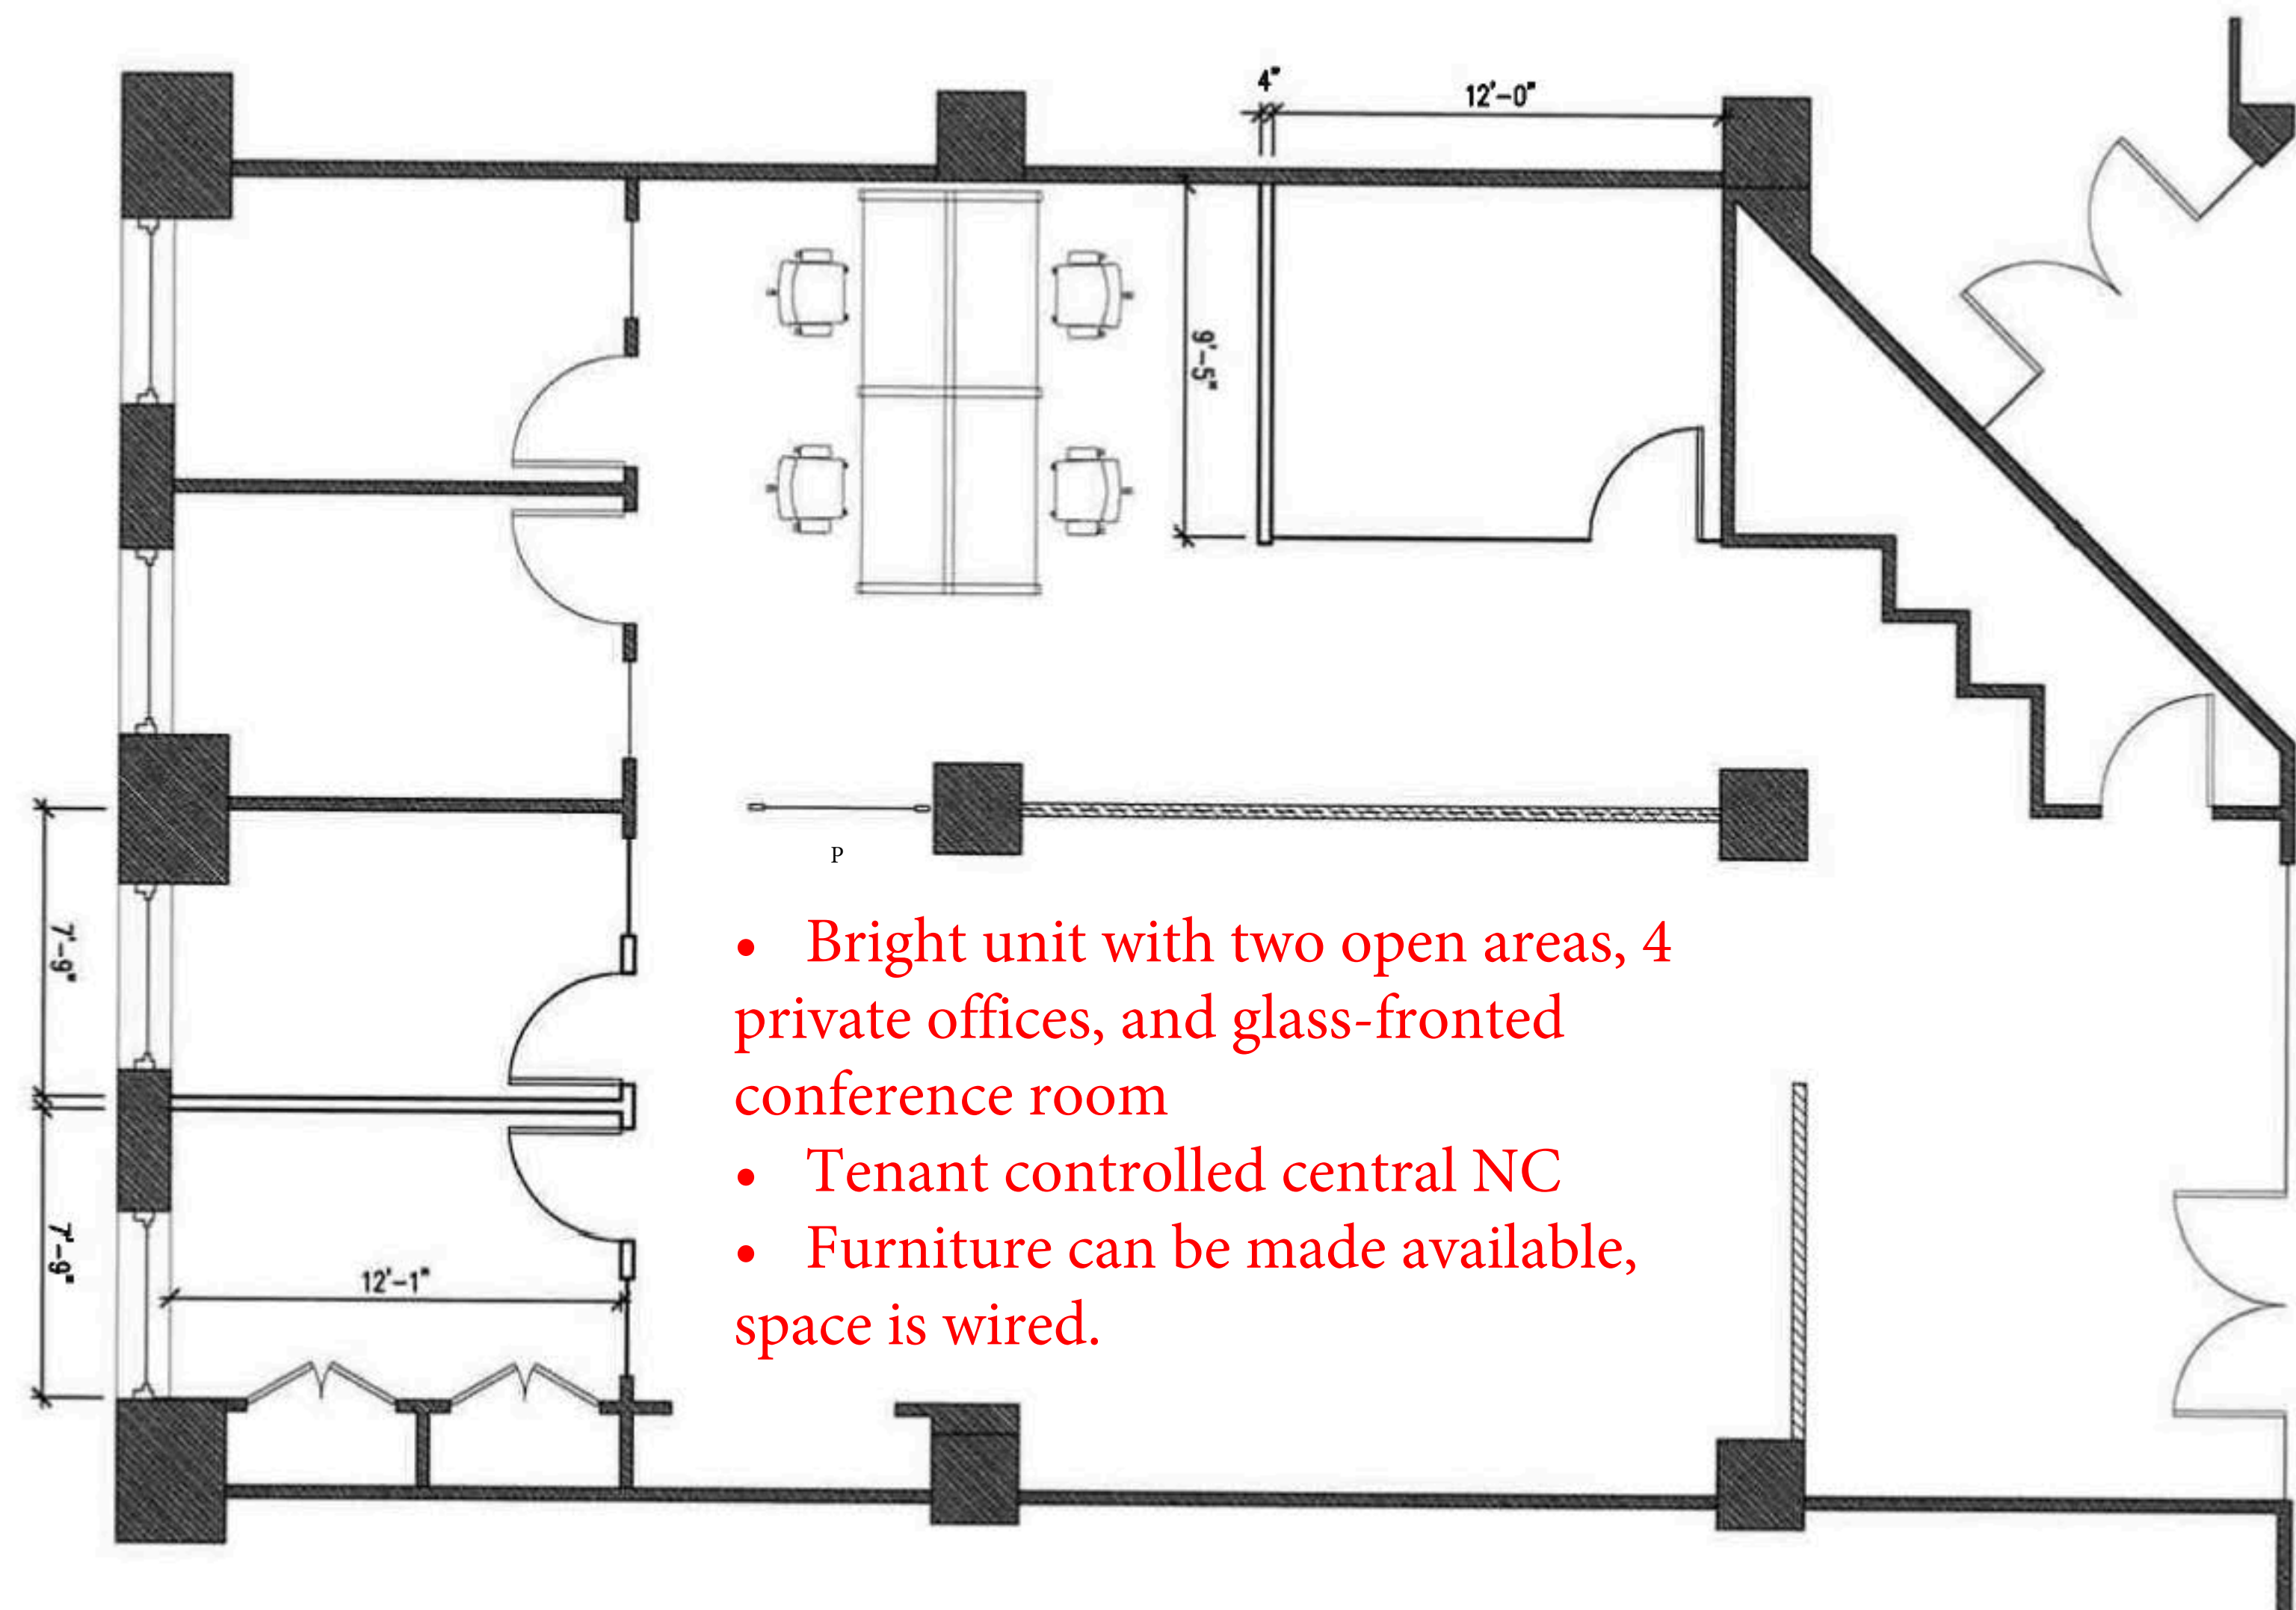 4"
12'-0"
9'-5"
P
7'-9"
• Bright unit with two open areas, 4
private offices, and glass-fronted
conference room
• Tenant controlled central NC
• Furniture can be made available,
space is wired.
7'-9"
12'-1"